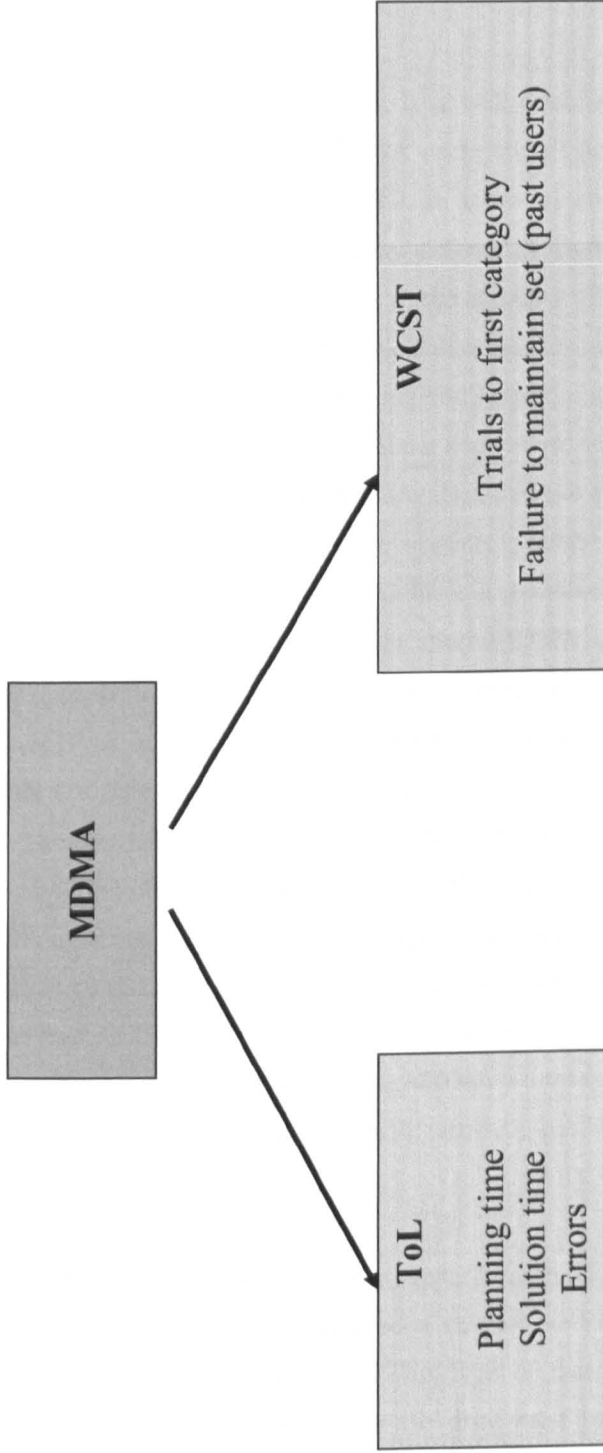 MDMA
ToL
Planning time
Solution time
Errors
WCST
Trials to first category
Failure to maintain set (past users)